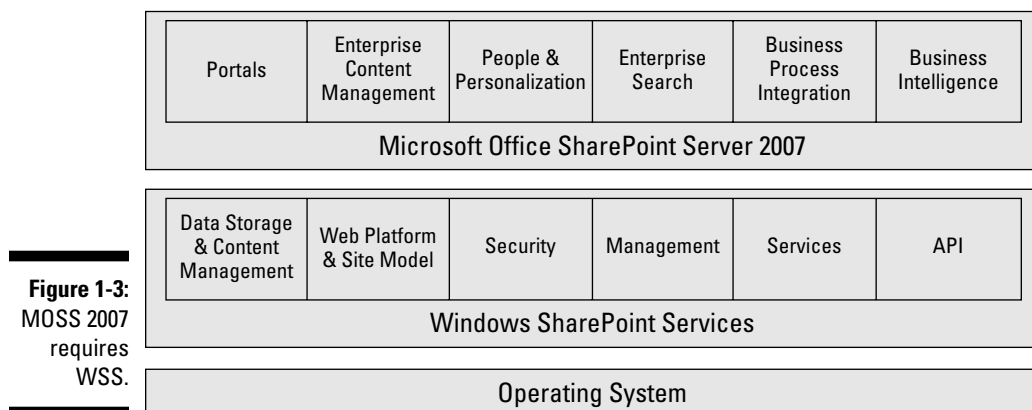 Portals
Enterprise
Content
Management
People &
Personalization
Enterprise
Search
Business
Process
Integration
Business
Intelligence
Microsoft Office SharePoint Server 2007
Data Storage
& Content
Management
Web Platform
& Site Model
Security
Management
Services
API
Windows SharePoint Services
Operating System
Figure 1-3:
MOSS 2007
requires
WSS.